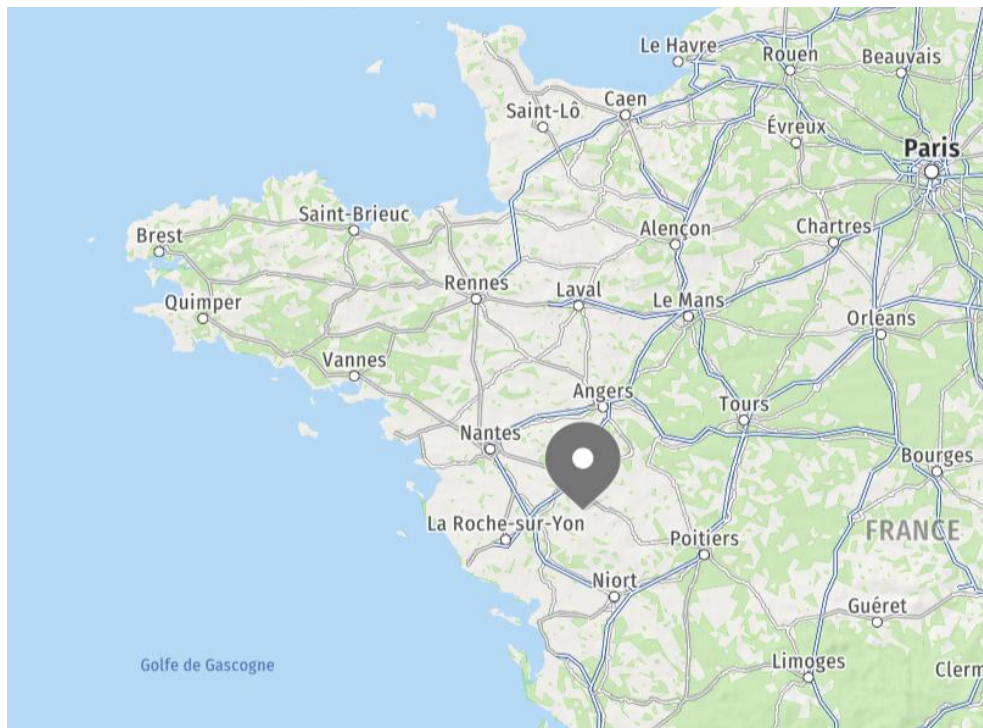 Le Havre
Rouen
Beauvais
Saint-Lô
Caen
Évreux
Paris
Brest
Saint-Brieuc
Alençon
Chartres
Quimper
Rennes
Laval
Le Mans
Orléans
Vannes
Angers
Tours
Nantes
Bourges
La Roche-sur-Yon
Poitiers
FRANCE
Niort
Guéret
Golfe de Gascogne
Limoges
Clerm